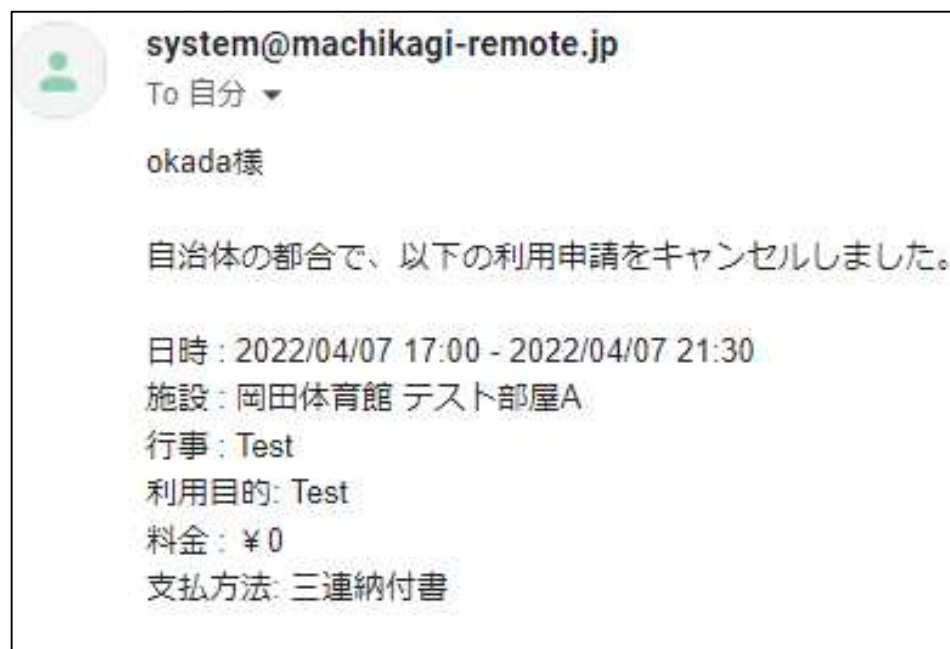 system@machikagi-remote.jp
To 自分
okada様
自治体の都合で、以下の利用申請をキャンセルしました。
日時 : 2022/04/07 17:00 - 2022/04/07 21:30
施設 : 岡田体育館 テスト部屋A
行事 : Test
利用目的: Test
料金 : ￥0
支払方法: 三連納付書